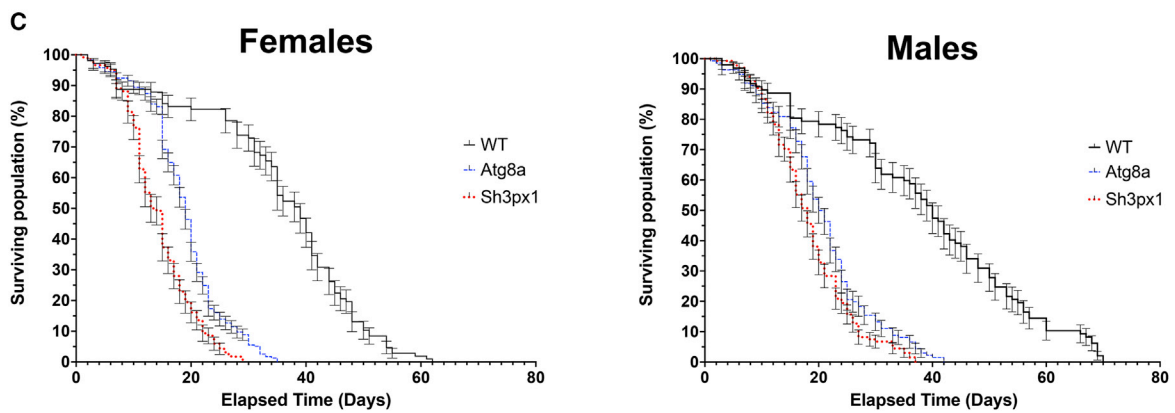 C
Females
Surviving population (%)
100
90
80
70
60
50
40
30
20
10
0
0 20 40 60 80
Elapsed Time (Days)
WT
Atg8a
Sh3px1
Males
Surviving population (%)
100
90
80
70
60
50
40
30
20
10
0
0 20 40 60 80
Elapsed Time (Days)
WT
Atg8a
Sh3px1